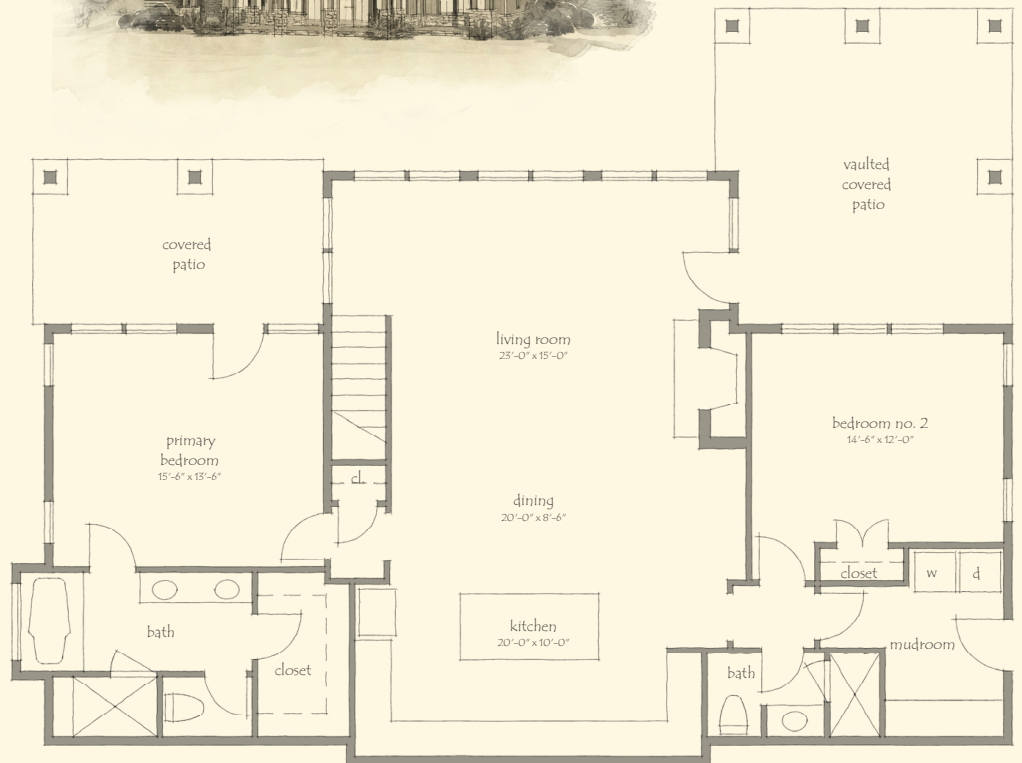 vaulted
covered
patio
covered
patio
living room
23'-0" x 15'-0"
bedroom no. 2
14'-6" x 12'-0"
primary
bedroom
15'-6" x 13'-6"
cl.
dining
20'-0" x 8'-6"
closet
w
d
kitchen
20'-0" x 10'-0"
bath
mudroom
closet
bath